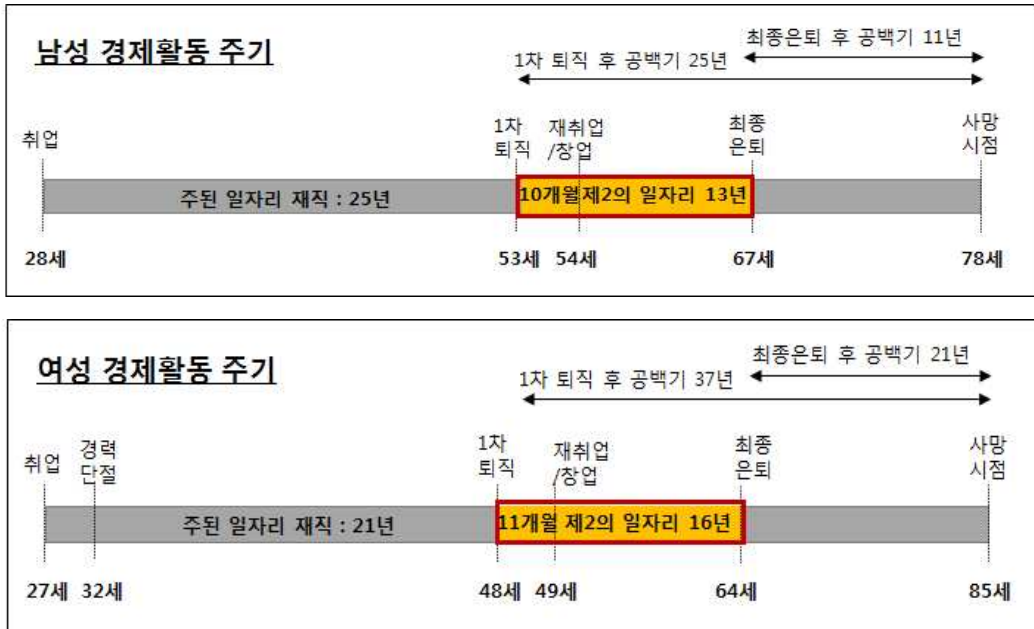 남성 경제활동 주기
최종은퇴 후 공백기 11년
1차 퇴직 후 공백기 25년
취업
1차
퇴직
재취업
/창업
최종
은퇴
사망
시점
주된 일자리 재직 : 25년
10개월 제2의 일자리 13년
28세 53세 54세 67세 78세
여성 경제활동 주기
최종은퇴 후 공백기 21년
1차 퇴직 후 공백기 37년
취업
경력
단절
1차
퇴직
재취업
/창업
최종
은퇴
사망
시점
주된 일자리 재직 : 21년
11개월 제2의 일자리 16년
27세 32세 48세 49세 64세 85세